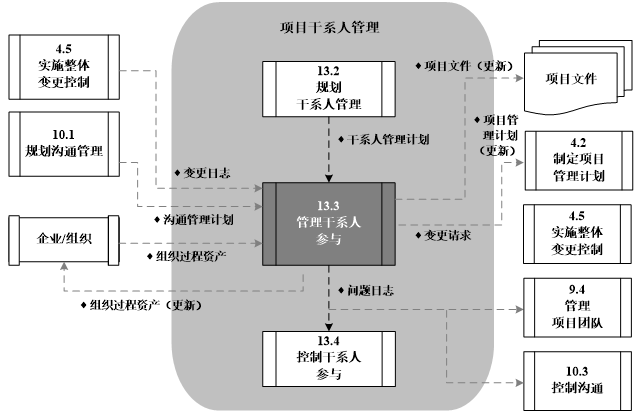 项目干系人管理
4.5
实施整体
变更控制
10.1
规划沟通管理
企业/组织
13.2
规划
干系人管理
♦ 干系人管理计划
♦ 变更日志
♦ 沟通管理计划
♦ 组织过程资产
♦ 组织过程资产（更新）
13.3
管理干系人
参与
♦ 问题日志
13.4
控制干系人
参与
♦ 项目文件（更新）
♦ 项目管
理计划
（更新）
♦ 变更请求
项目文件
4.2
制定项目
管理计划
4.5
实施整体
变更控制
9.4
管理
项目团队
10.3
控制沟通